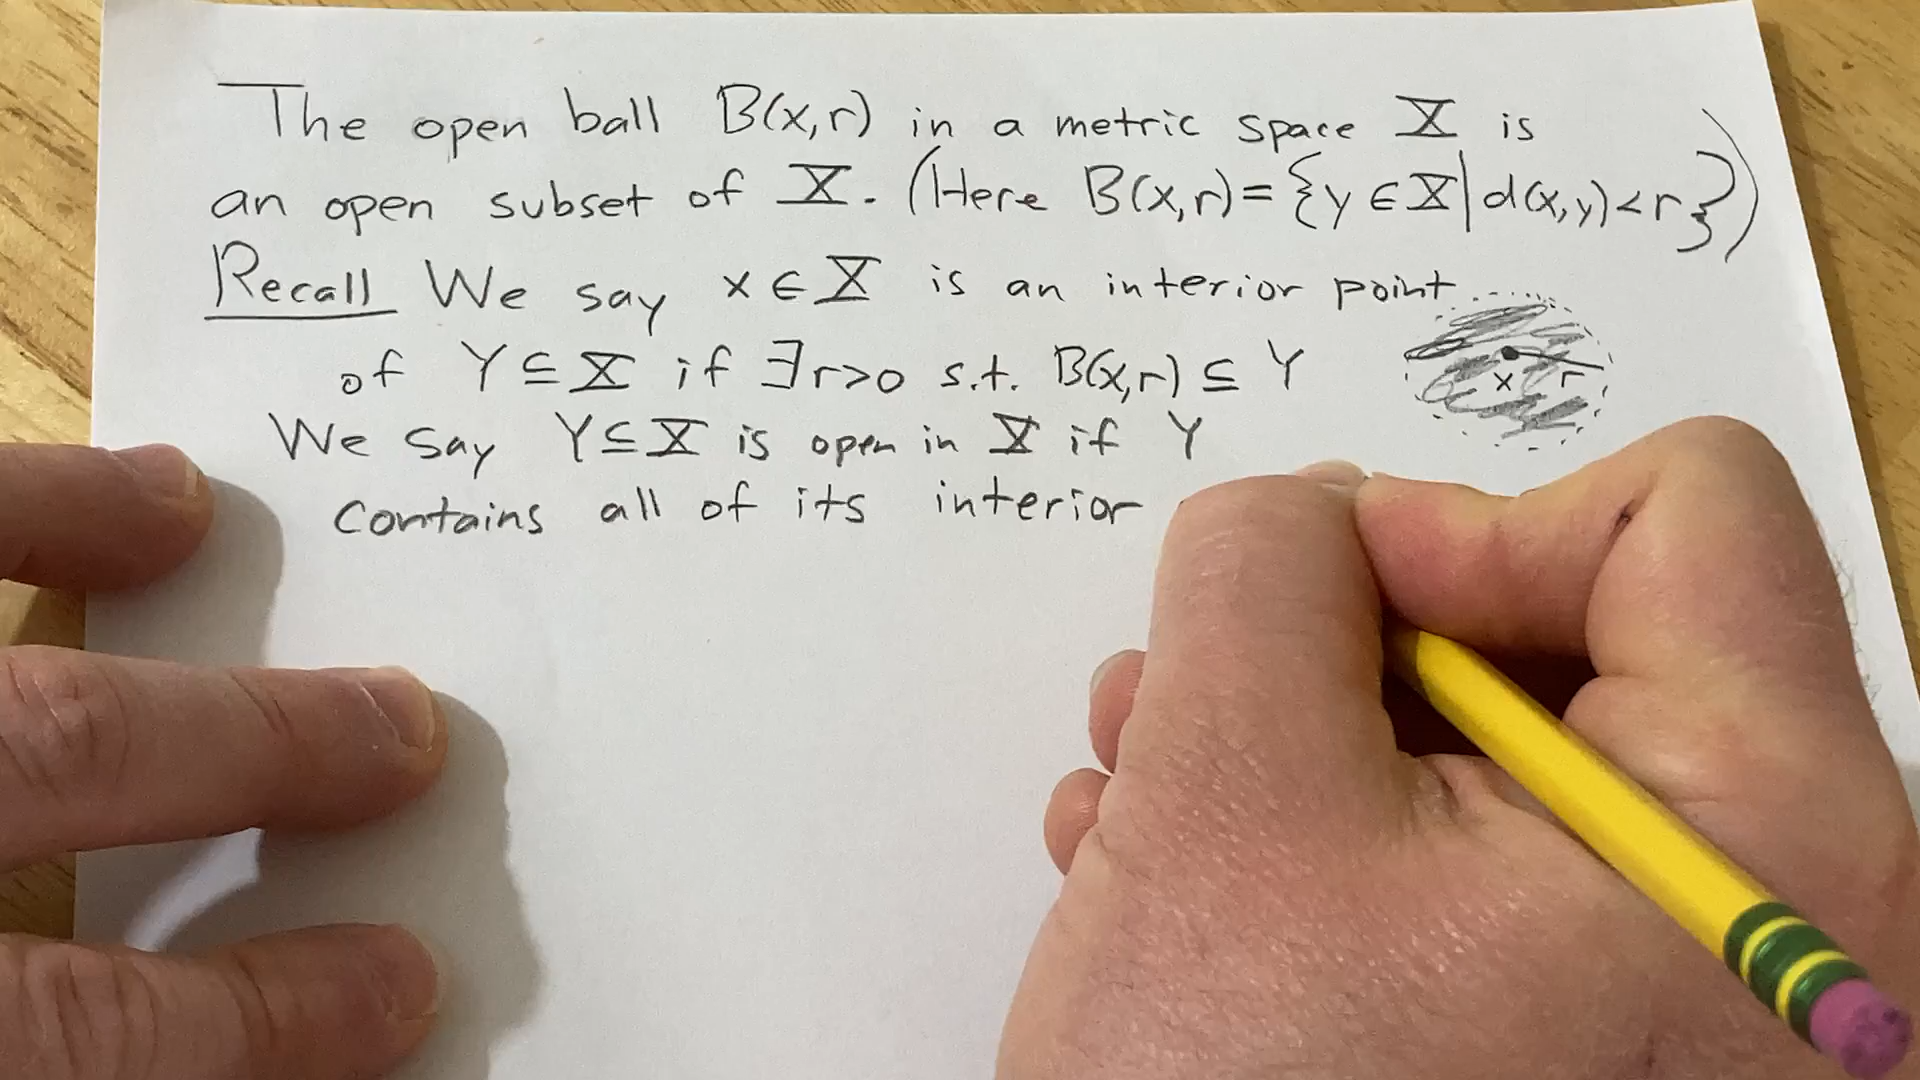 The open ball B(x,r) in a metric space X is
an open subset of X. (Here B(x,r)={y∈X|d(x,y)<r})
Recall We say x∈X is an interior point
of Y⊆X if ∃r>0 s.t. B(x,r)⊆Y
x r
We say Y⊆X is open in X if Y
contains all of its interior